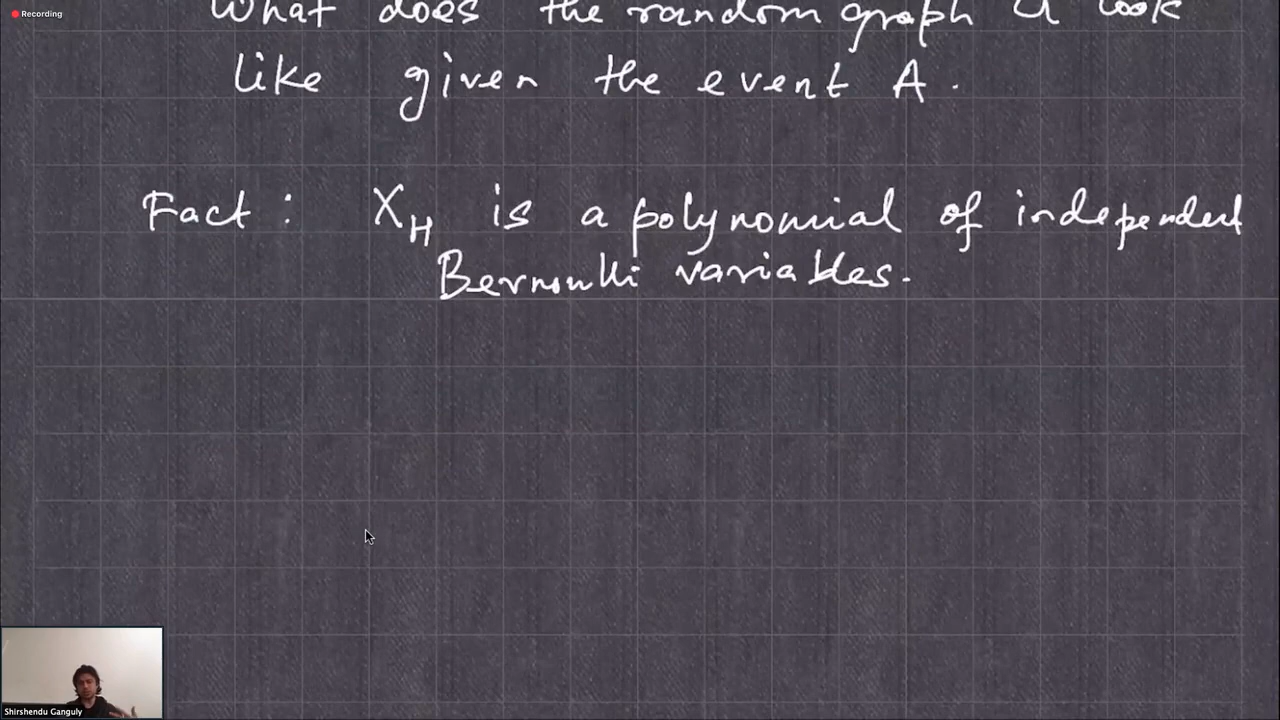 Recording
What does the random graph G look
like given the event A.
Fact: X_H is a polynomial of independent
Bernoulli variables.
Shirshendu Ganguly